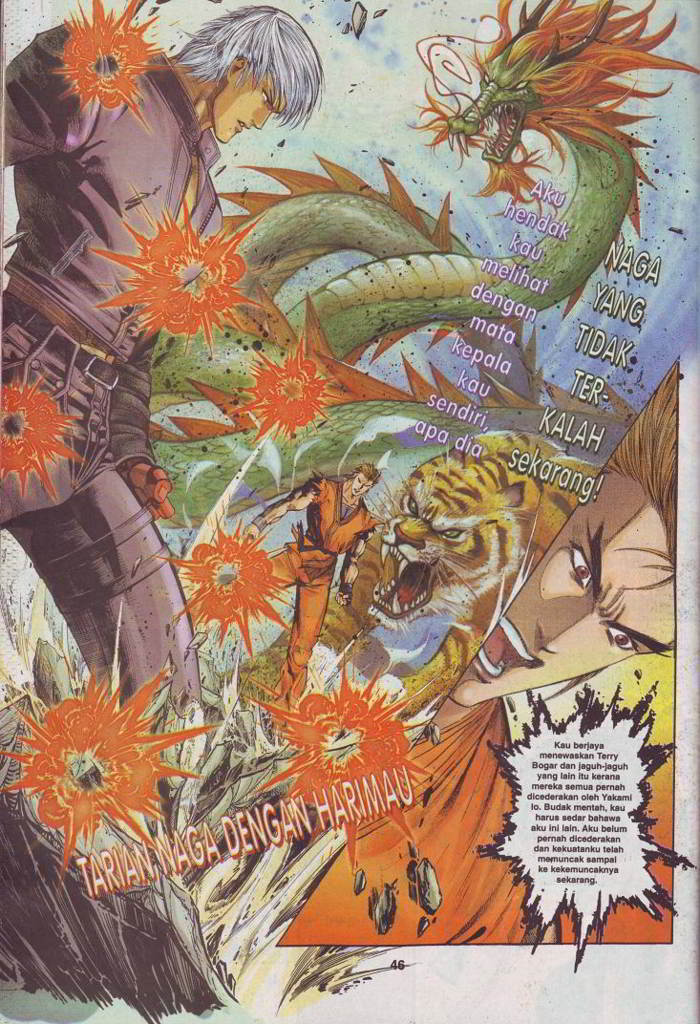 Aku
hendak
kau
melihat
dengan
mata
kepala
kau
sendiri,
apa dia
NAGA
YANG
TIDAK
TER-
KALAH
sekarang!
TARIAN NAGA DENGAN HARIMAU
Kau berjaya
menewaskan Terry
Bogar dan jaguh-jaguh
yang lain itu kerana
mereka semua pernah
dicederakan oleh Yakami
Io. Budak mentah, kau
harus sedar bahawa
aku ini lain. Aku belum
pernah dicederakan
dan kekuatanku telah
memuncak sampai
ke kekemuncaknya
sekarang.
46